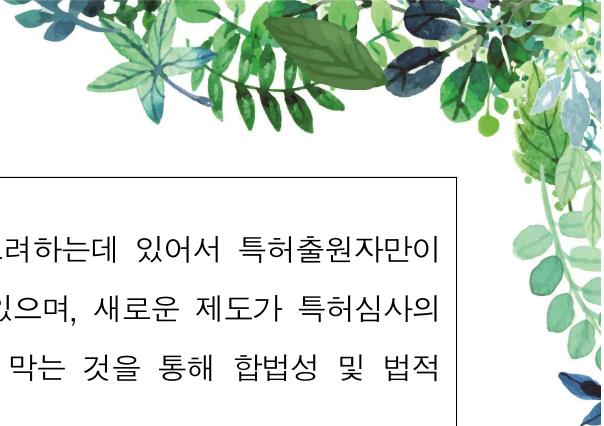 려하는데 있어서 특허출원자만이
있으며, 새로운 제도가 특허심사의
막는 것을 통해 합법성 및 법적